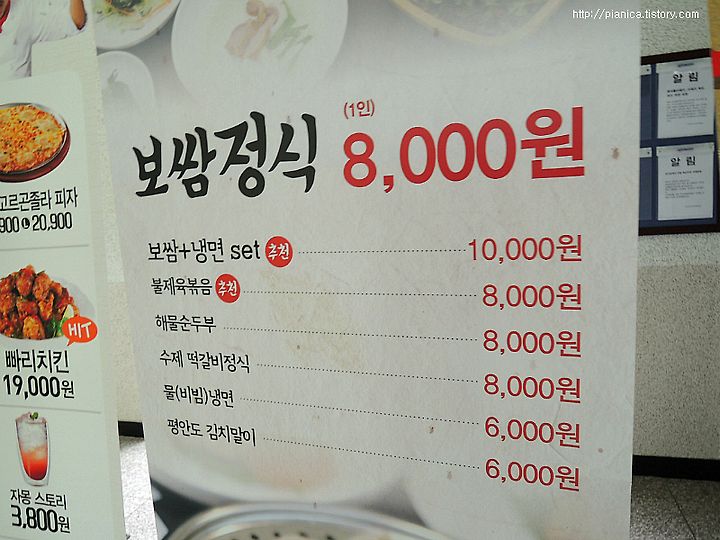 http://pianica.tistory.com
보쌈정식 (1인) 8,000원
보쌈+냉면 set 추천 10,000원
불제육볶음 추천 8,000원
해물순두부 8,000원
수제 떡갈비정식 8,000원
물(비빔)냉면 6,000원
평안도 김치말이 6,000원
고르곤졸라 피자
900 L 20,900
HIT
빠리치킨
19,000원
자몽 스토리
3,800원
알 림
알 림